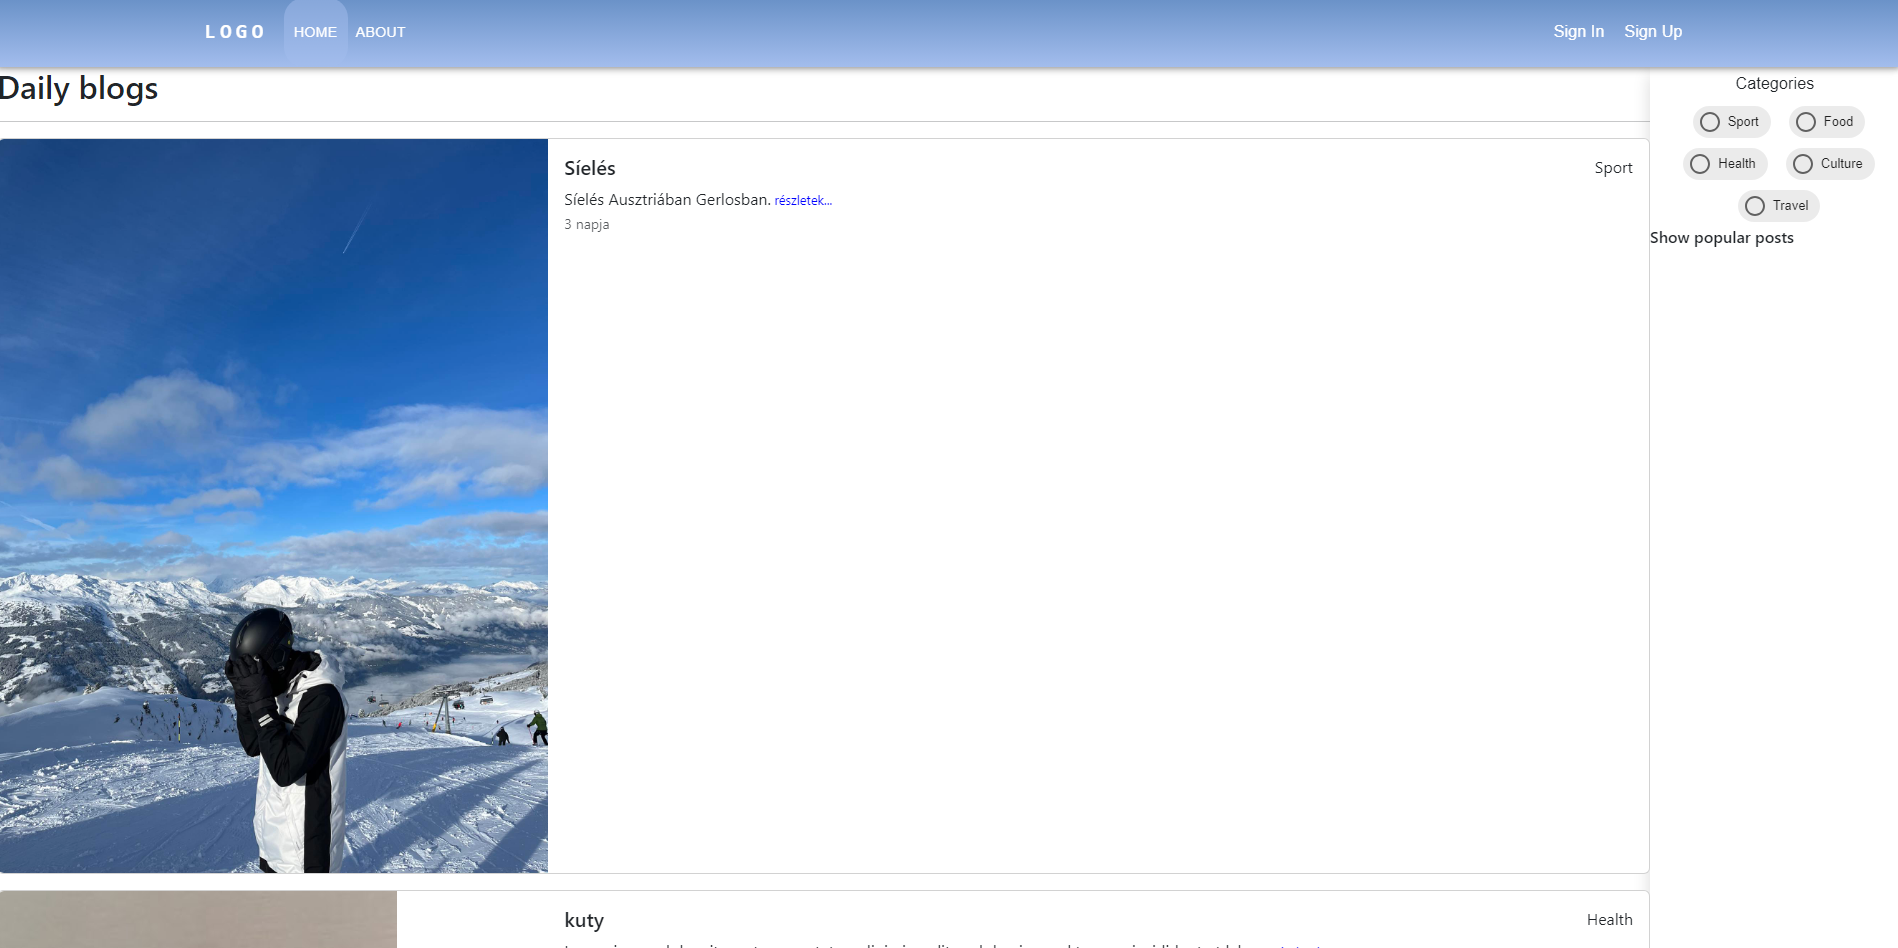 LOGO HOME ABOUT Sign In Sign Up
Daily blogs
Síelés Sport
Síelés Ausztriában Gerlosban. részletek...
3 napja
kuty Health
Categories
Sport Food
Health Culture
Travel
Show popular posts